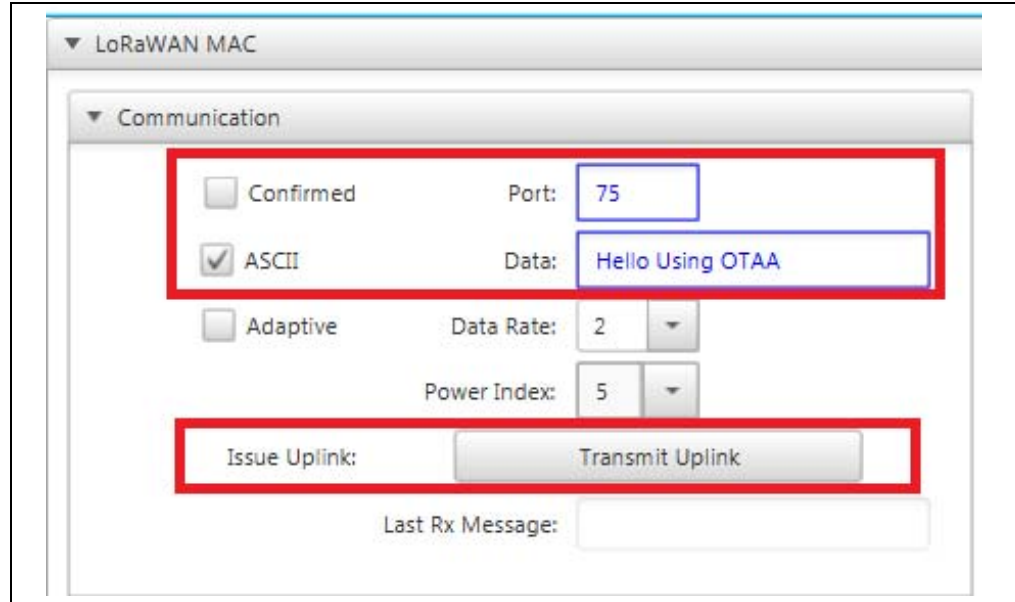 LoRaWAN MAC
Communication
Confirmed Port: 75
ASCII Data: Hello Using OTAA
Adaptive Data Rate: 2
Power Index: 5
Issue Uplink: Transmit Uplink
Last Rx Message: